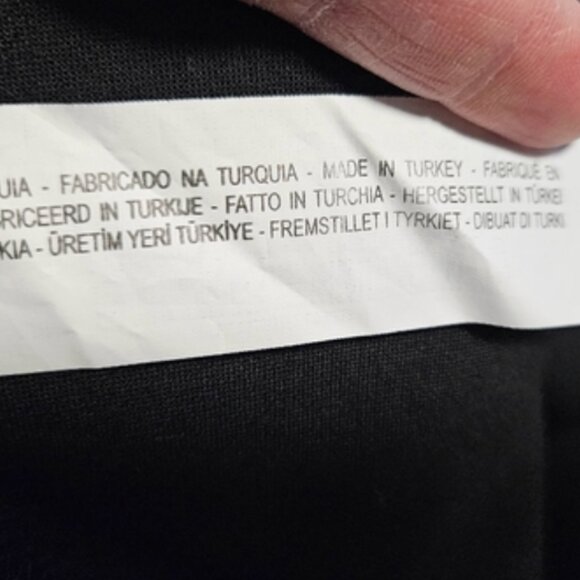 UIA - FABRICADO NA TURQUIA - MADE IN TURKEY - FABRIQUÉ EN
RICEERD IN TURKIJE - FATTO IN TURCHIA - HERGESTELLT IN TÜRKEI
KIA - ÜRETİM YERİ TÜRKİYE - FREMSTILLET I TYRKIET - DIBUAT DI TURKI